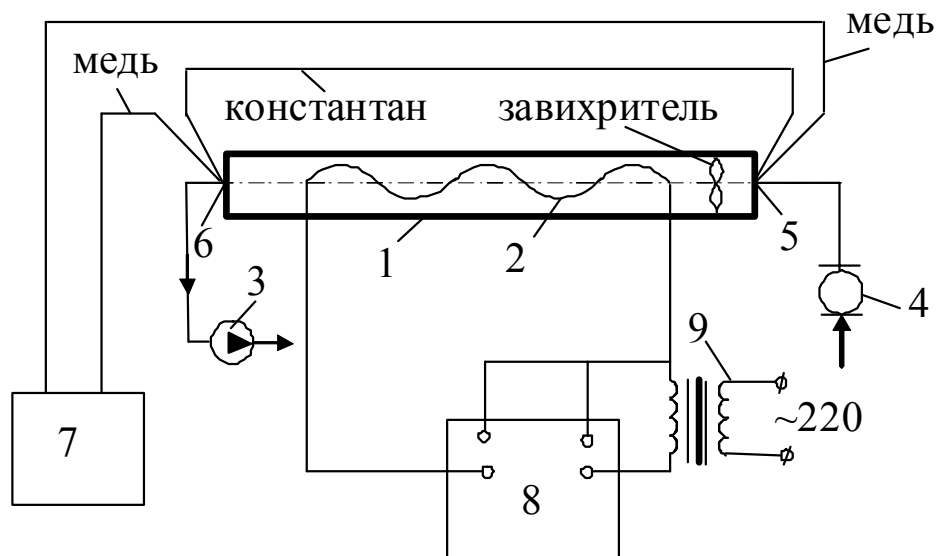 медь
медь
константан
завихритель
6
1
2
5
3
4
9
~220
7
8